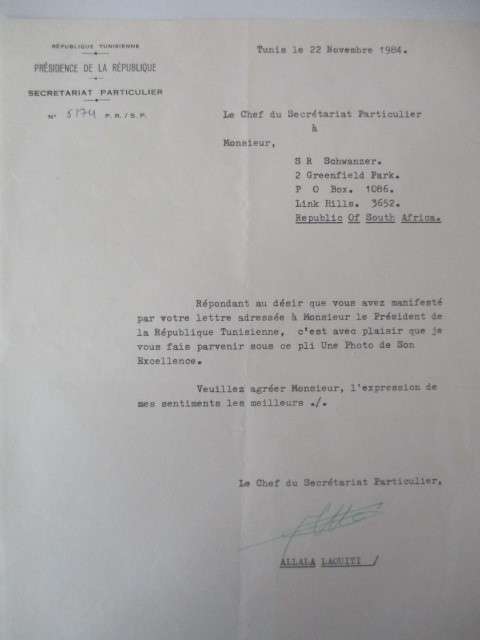 RÉPUBLIQUE TUNISIENNE
PRÉSIDENCE DE LA RÉPUBLIQUE
SECRETARIAT PARTICULIER
N° 5174 P.R./S.P.
Tunis le 22 Novembre 1984.
Le Chef du Secrétariat Particulier
à
Monsieur,
S R Schwanzer.
2 Greenfield Park.
P O Box. 1086.
Link Hills. 3652.
Republic Of South Africa.
Répondant au désir que vous avez manifesté
par votre lettre adressée à Monsieur le Président de
la République Tunisienne, c'est avec plaisir que je
vous fais parvenir sous ce pli Une Photo de Son
Excellence.
Veuillez agréer Monsieur, l'expression de
mes sentiments les meilleurs ./.
Le Chef du Secrétariat Particulier,
ALLALA LAOUITI /